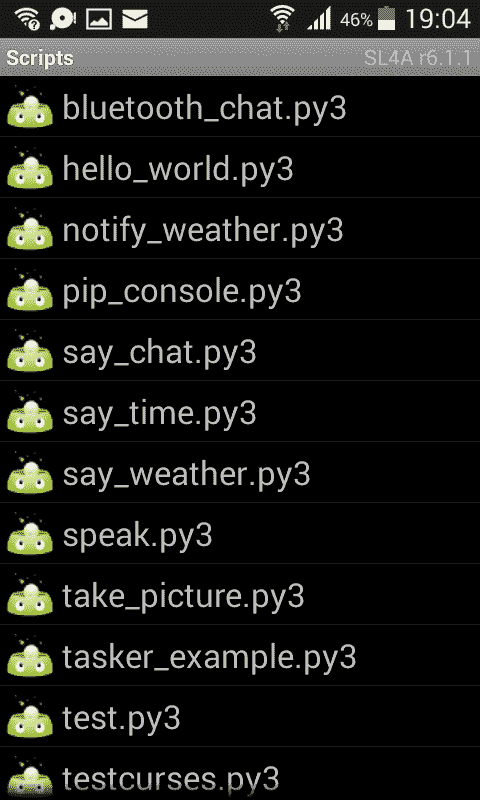 46% 19:04
Scripts SL4A r6.1.1
bluetooth_chat.py3
hello_world.py3
notify_weather.py3
pip_console.py3
say_chat.py3
say_time.py3
say_weather.py3
speak.py3
take_picture.py3
tasker_example.py3
test.py3
testcurses.py3